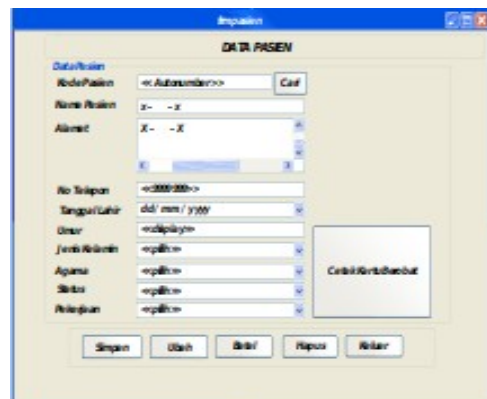 frmpasien
DATA PASIEN
Data Pasien
Kode Pasien <<Autonumber>> Cari
Nama Pasien x- -x
Alamat X- -X
No Telepon
Tanggal Lahir dd/mm/yyyy
Umur <<display>>
Jenis Kelamin <<pilih>>
Agama <<pilih>>
Status <<pilih>>
Pekerjaan <<pilih>>
Cetak Kartu Berobat
Simpan Ubah Batal Hapus Keluar